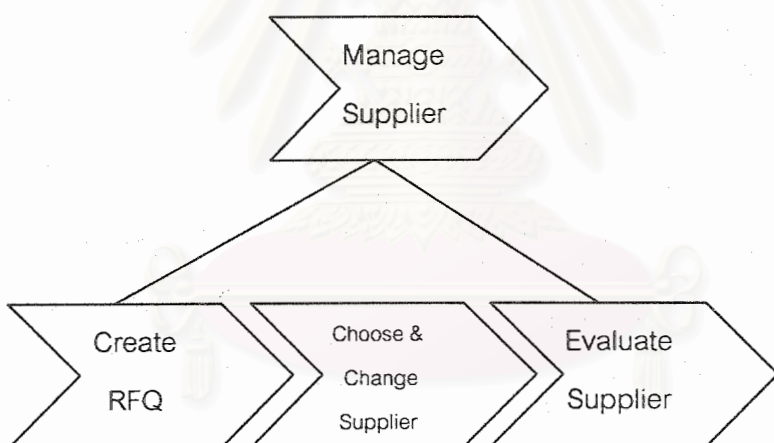 Manage
Supplier
Create
RFQ
Choose &
Change
Supplier
Evaluate
Supplier